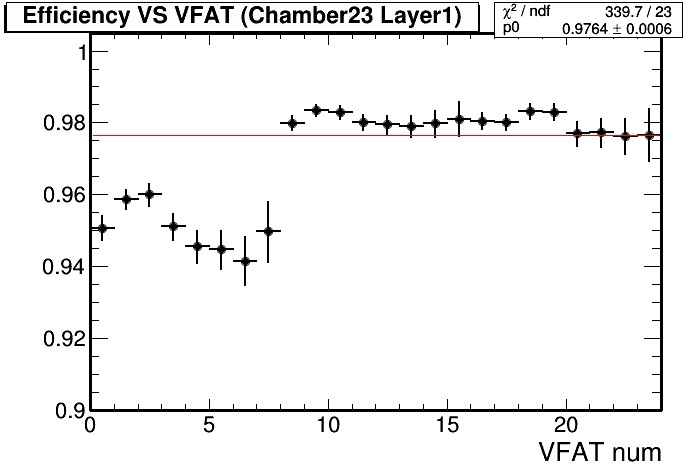 Efficiency VS VFAT (Chamber23 Layer1)
χ² / ndf 339.7 / 23
p0 0.9764 ± 0.0006
1
0.98
0.96
0.94
0.92
0.9
0 5 10 15 20
VFAT num